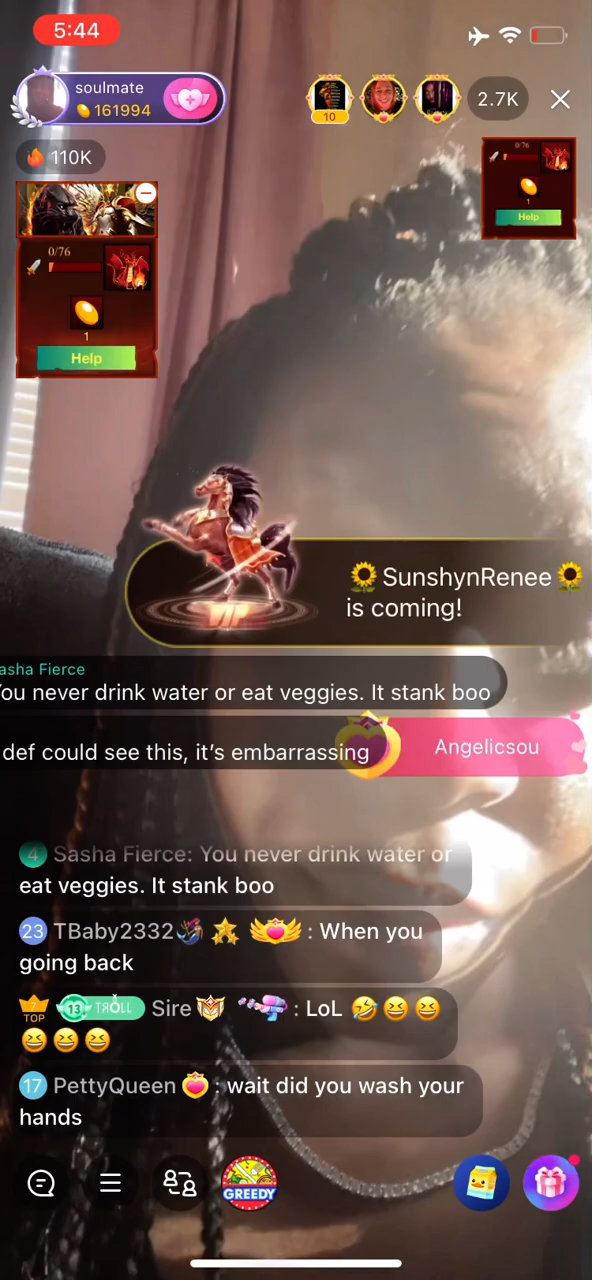 5:44
soulmate
161994
10
2.7K
110K
0/76
1
Help
0/76
1
Help
VIP
🌻SunshynRenee🌻
is coming!
asha Fierce
You never drink water or eat veggies. It stank boo
def could see this, it's embarrassing
Angelicsou
4 Sasha Fierce: You never drink water or
eat veggies. It stank boo
23 TBaby2332 : When you
going back
7 TOP 13 TROLL Sire : LoL 🤣😆😆
😆😆😆
17 PettyQueen : wait did you wash your
hands
GREEDY